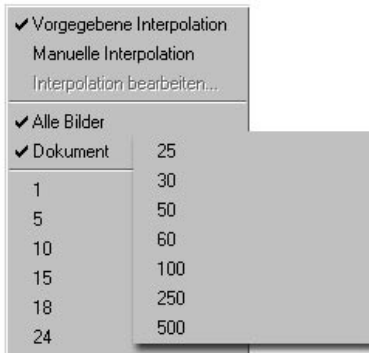 Vorgegebene Interpolation
Manuelle Interpolation
Interpolation bearbeiten...
Alle Bilder
Dokument
1
5
10
15
18
24
25
30
50
60
100
250
500